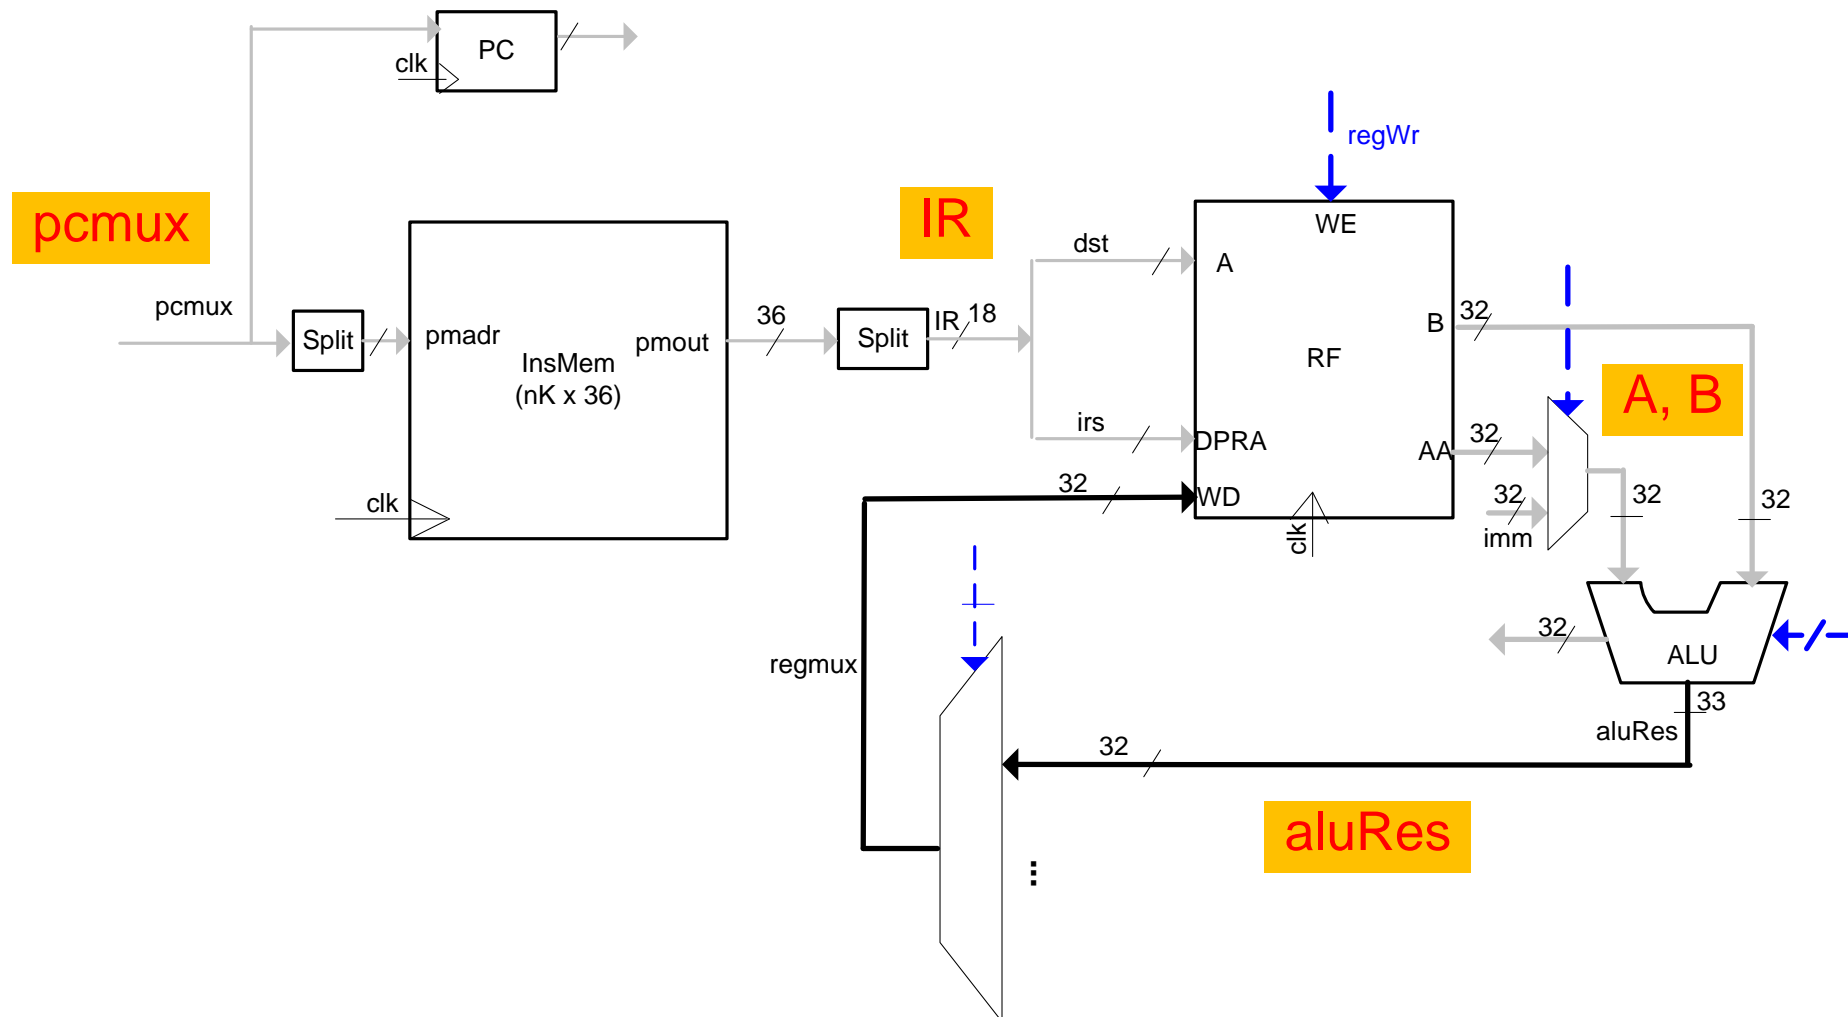 PC
clk
regWr
pcmux
IR
WE
dst
A
pcmux
Split
pmadr
InsMem
(nK x 36)
pmout
36
Split
IR
18
B
32
RF
A, B
irs
DPRA
AA
32
32
WD
clk
32
imm
32
32
clk
regmux
32
ALU
33
aluRes
32
aluRes
...